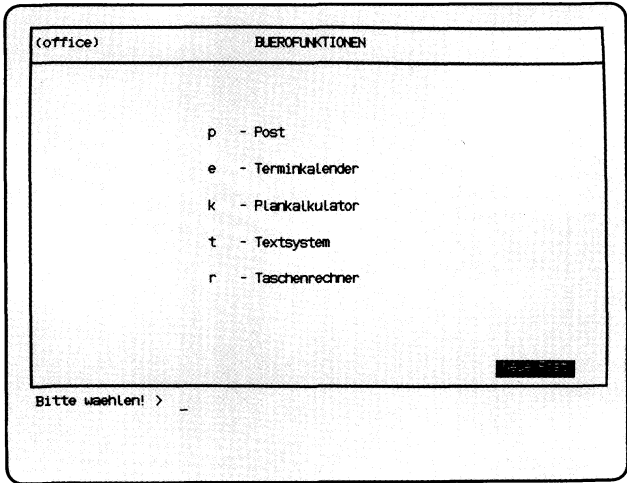 (office) BUEROFUNKTIONEN
p - Post
e - Terminkalender
k - Plankalkulator
t - Textsystem
r - Taschenrechner
Bitte waehlen! > _